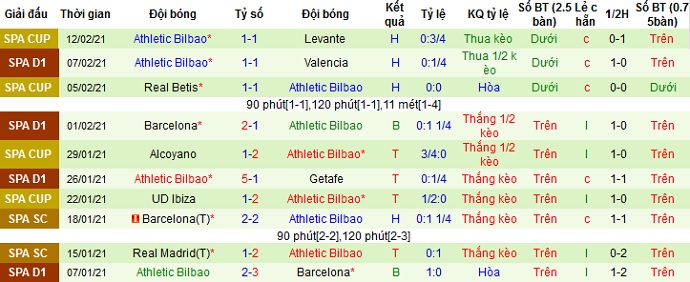 Giải đấu Thời gian Đội bóng Tỷ số Đội bóng Kết quả Tỷ lệ KQ tỷ lệ Số BT (2.5 bàn) Lẻ c hẵn 1/2H Số BT (0.7 5bàn)
SPA CUP 12/02/21 Athletic Bilbao* 1-1 Levante H 0:3/4 Thua kèo Dưới c 0-1 Trên
SPA D1 07/02/21 Athletic Bilbao* 1-1 Valencia H 0:1/4 Thua 1/2 k èo Dưới c 1-0 Trên
SPA CUP 05/02/21 Real Betis* 1-1 Athletic Bilbao H 0:0 Hòa Dưới c 0-0 Dưới
90 phút[1-1],120 phút[1-1],11 mét[1-4]
SPA D1 01/02/21 Barcelona* 2-1 Athletic Bilbao B 0:1 1/4 Thắng 1/2 kèo Trên l 1-0 Trên
SPA CUP 29/01/21 Alcoyano 1-2 Athletic Bilbao* T 3/4:0 Thắng 1/2 kèo Trên l 1-0 Trên
SPA D1 26/01/21 Athletic Bilbao* 5-1 Getafe T 0:1/4 Thắng kèo Trên c 1-1 Trên
SPA CUP 22/01/21 UD Ibiza 1-2 Athletic Bilbao* T 1/2:0 Thắng kèo Trên l 1-0 Trên
SPA SC 18/01/21 1 Barcelona(T)* 2-2 Athletic Bilbao H 0:1 1/4 Thắng kèo Trên c 1-1 Trên
90 phút[2-2],120 phút[2-3]
SPA SC 15/01/21 Real Madrid(T)* 1-2 Athletic Bilbao T 0:1 Thắng kèo Trên l 0-2 Trên
SPA D1 07/01/21 Athletic Bilbao 2-3 Barcelona* B 1:0 Hòa Trên l 1-2 Trên